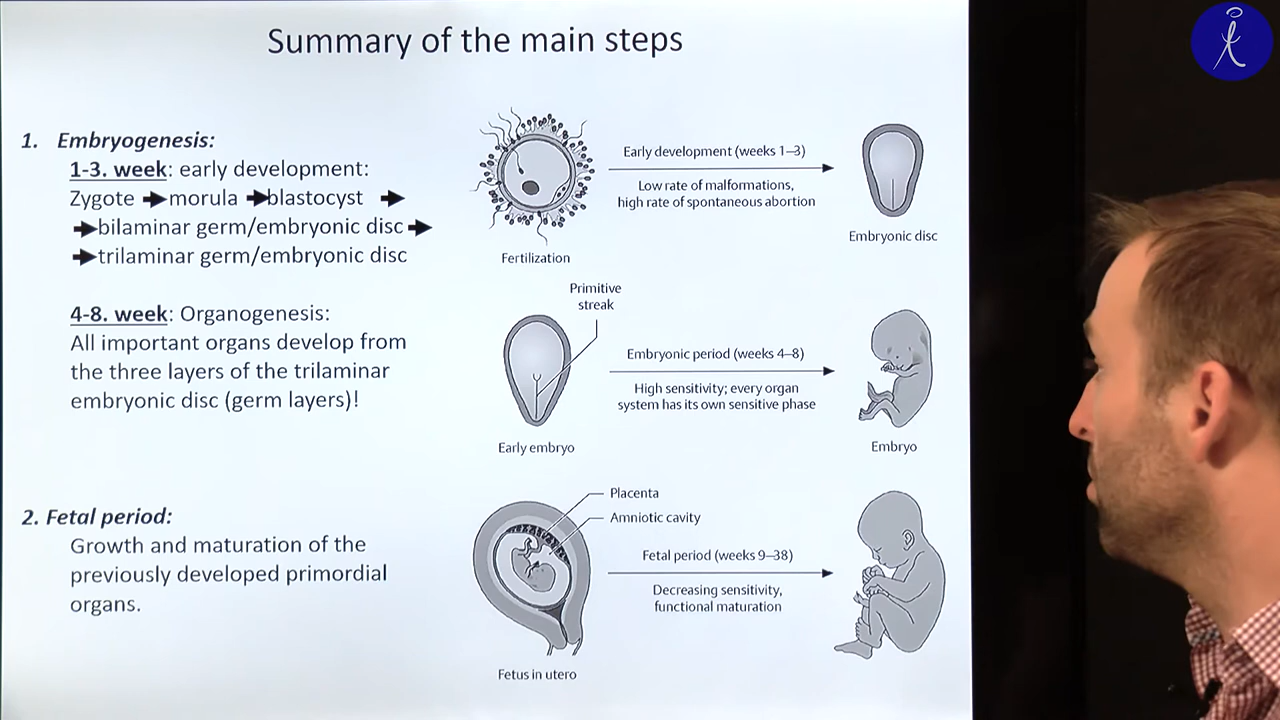 Summary of the main steps
1. Embryogenesis:
1-3. week: early development:
Zygote ➔morula ➔blastocyst ➔
➔bilaminar germ/embryonic disc➔
➔trilaminar germ/embryonic disc
4-8. week: Organogenesis:
All important organs develop from
the three layers of the trilaminar
embryonic disc (germ layers)!
2. Fetal period:
Growth and maturation of the
previously developed primordial
organs.
Early development (weeks 1–3)
Low rate of malformations,
high rate of spontaneous abortion
Fertilization
Embryonic disc
Primitive
streak
Embryonic period (weeks 4–8)
High sensitivity; every organ
system has its own sensitive phase
Early embryo
Embryo
Placenta
Amniotic cavity
Fetal period (weeks 9–38)
Decreasing sensitivity,
functional maturation
Fetus in utero